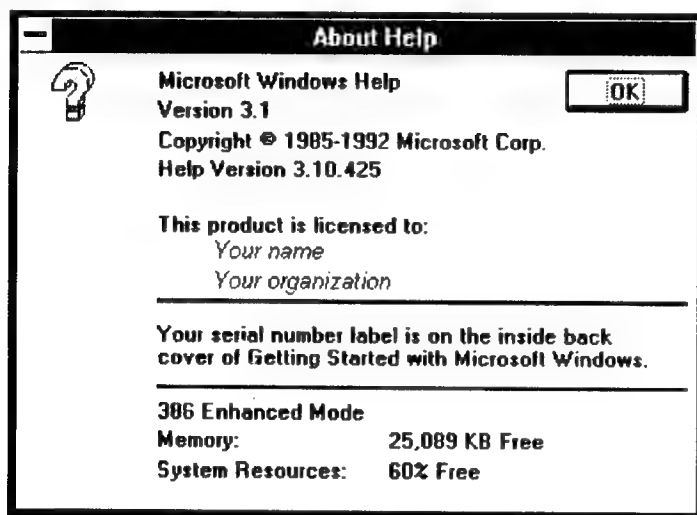 About Help
Microsoft Windows Help
OK
Version 3.1
Copyright © 1985-1992 Microsoft Corp.
Help Version 3.10.425
This product is licensed to:
Your name
Your organization
Your serial number label is on the inside back
cover of Getting Started with Microsoft Windows.
386 Enhanced Mode
Memory: 25,089 KB Free
System Resources: 60% Free